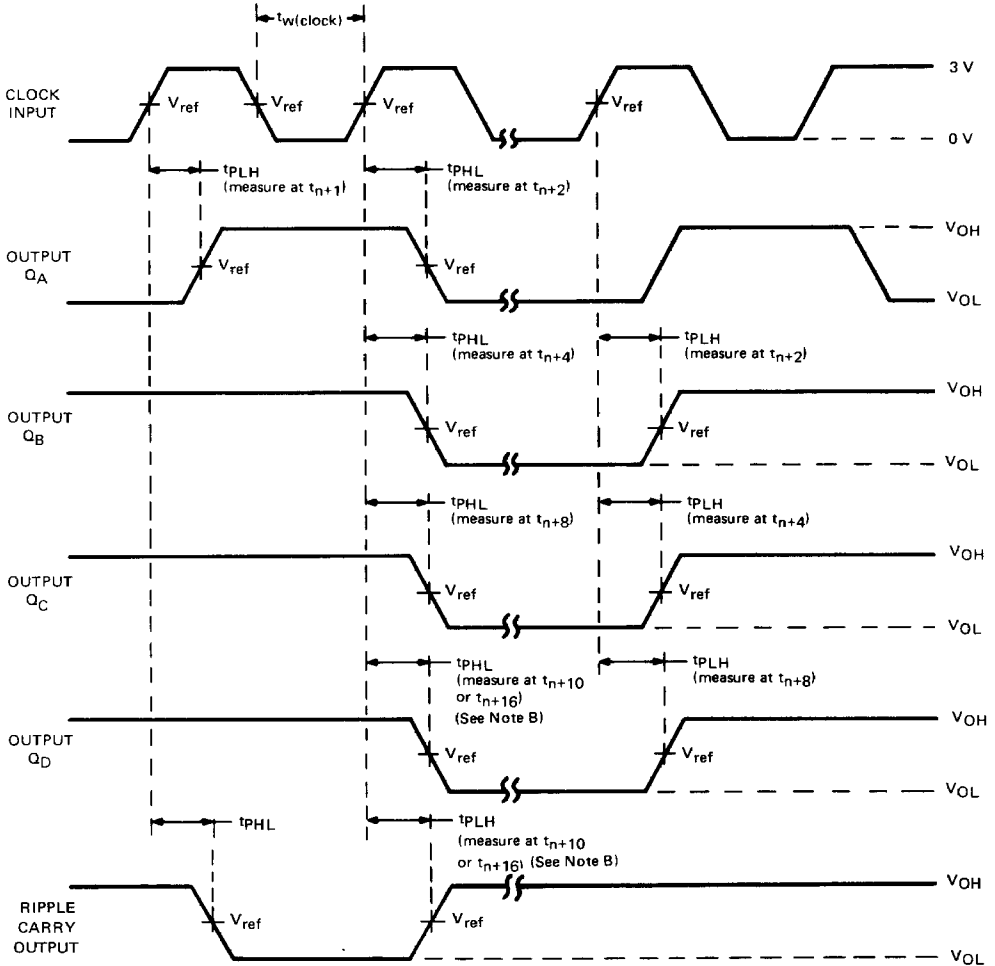 tw(clock)
CLOCK
INPUT
Vref
Vref
Vref
Vref
3 V
0 V
tPLH
(measure at tn+1)
tPHL
(measure at tn+2)
OUTPUT
QA
Vref
Vref
VOH
VOL
tPHL
(measure at tn+4)
tPLH
(measure at tn+2)
OUTPUT
QB
Vref
Vref
VOH
VOL
tPHL
(measure at tn+8)
tPLH
(measure at tn+4)
OUTPUT
QC
Vref
Vref
VOH
VOL
tPHL
(measure at tn+10
or tn+16)
(See Note B)
tPLH
(measure at tn+8)
OUTPUT
QD
Vref
Vref
VOH
VOL
tPHL
tPLH
(measure at tn+10
or tn+16) (See Note B)
RIPPLE
CARRY
OUTPUT
Vref
Vref
VOH
VOL